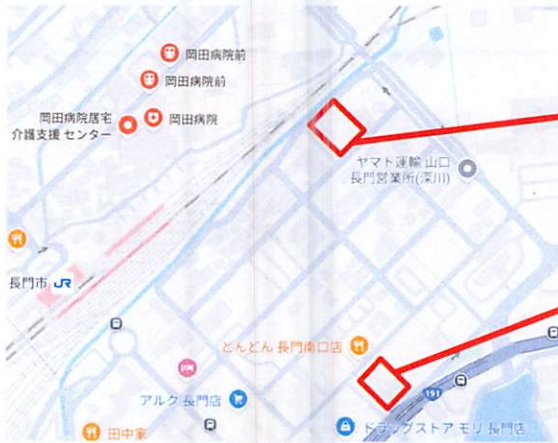 岡田病院前
岡田病院前
岡田病院居宅
介護支援 センター
岡田病院
ヤマト運輸 山口
長門営業所(深川)
長門市 JR
どんどん 長門南口店
アルク 長門店
191
ドラッグストア モリ 長門店
田中家